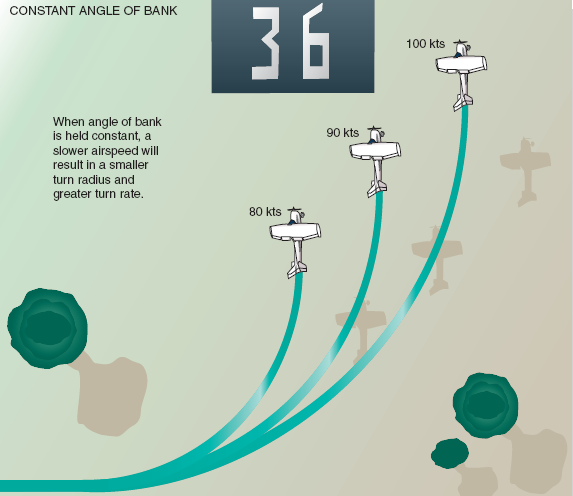 CONSTANT ANGLE OF BANK
36
100 kts
When angle of bank
is held constant, a
slower airspeed will
result in a smaller
turn radius and
greater turn rate.
90 kts
80 kts